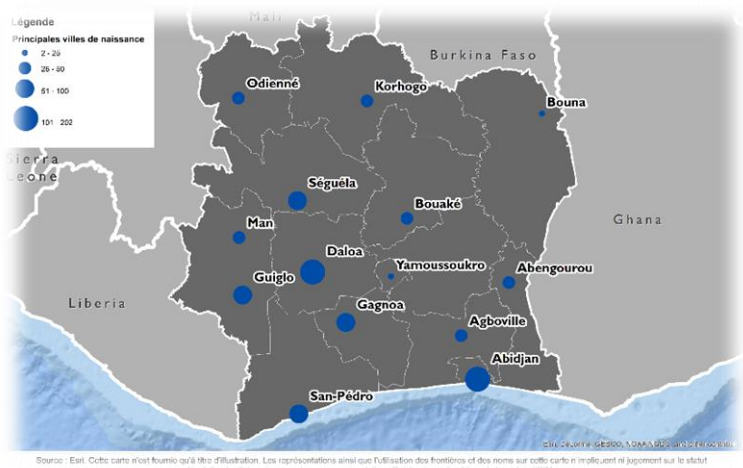 Mali
Légende
Principales villes de naissance
2 - 25
26 - 50
51 - 100
101 - 202
Burkina Faso
Odienné
Korhogo
Bouna
Sierra
Leone
Séguéla
Bouaké
Ghana
Man
Daloa
Yamoussoukro
Abengourou
Guiglo
Liberia
Gagnoa
Agboville
Abidjan
San-Pédro
Source : Esri. Cette carte n'est fournie qu'à titre d'illustration. Les représentations ainsi que l'utilisation des frontières et des noms sur cette carte n'impliquent ni jugement sur le statut